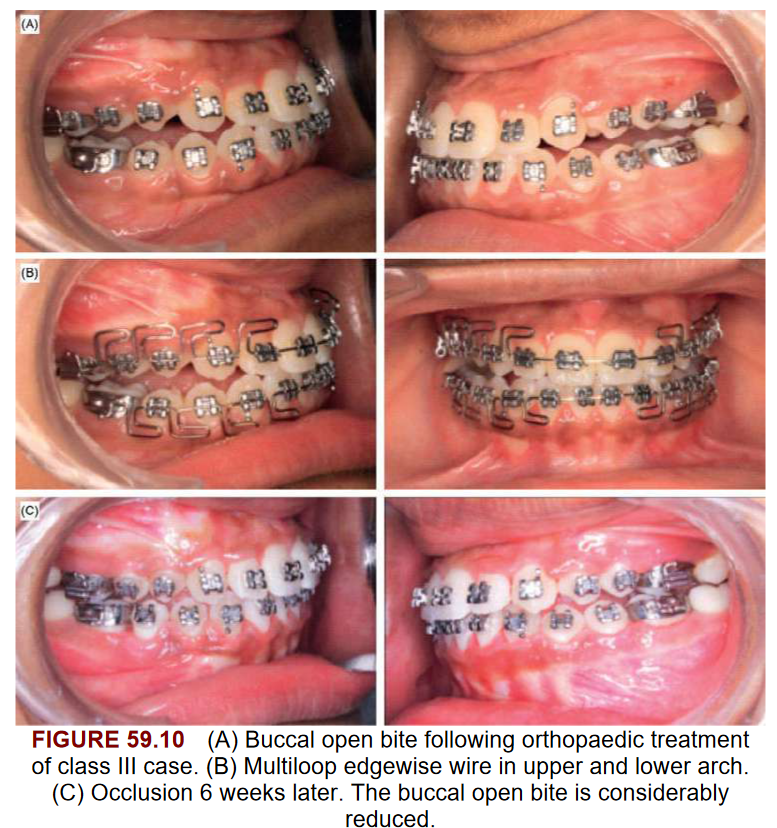 (A)
(B)
(C)
FIGURE 59.10 (A) Buccal open bite following orthopaedic treatment
of class III case. (B) Multiloop edgewise wire in upper and lower arch.
(C) Occlusion 6 weeks later. The buccal open bite is considerably
reduced.